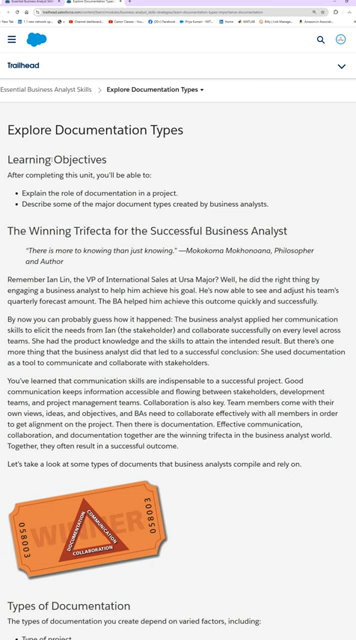 Essential Business Analyst Skill
Explore Documentation Types
Trailhead
Essential Business Analyst Skills > Explore Documentation Types
Explore Documentation Types
Learning Objectives
After completing this unit, you'll be able to:
• Explain the role of documentation in a project.
• Describe some of the major document types created by business analysts.
The Winning Trifecta for the Successful Business Analyst
"There is more to knowing than just knowing." —Mokokoma Mokhonoana, Philosopher
and Author
Remember Ian Lin, the VP of International Sales at Ursa Major? Well, he did the right thing by
engaging a business analyst to help him achieve his goal. He's now able to see and adjust his team's
quarterly forecast amount. The BA helped him achieve this outcome quickly and successfully.
By now you can probably guess how it happened: The business analyst applied her communication
skills to elicit the needs from Ian (the stakeholder) and collaborate successfully on every level across
teams. She had the product knowledge and the skills to attain the intended result. But there's one
more thing that the business analyst did that led to a successful conclusion: She used documentation
as a tool to communicate and collaborate with stakeholders.
You've learned that communication skills are indispensable to a successful project. Good
communication keeps information accessible and flowing between stakeholders, development
teams, and project management teams. Collaboration is also key. Team members come with their
own views, ideas, and objectives, and BAs need to collaborate effectively with all members in order
to get alignment on the project. Then there is documentation. Effective communication,
collaboration, and documentation together are the winning trifecta in the business analyst world.
Together, they often result in a successful outcome.
Let's take a look at some types of documents that business analysts compile and rely on.
WINNER
058003
DOCUMENTATION
COMMUNICATION
COLLABORATION
058003
Types of Documentation
The types of documentation you create depend on varied factors, including:
• Type of project